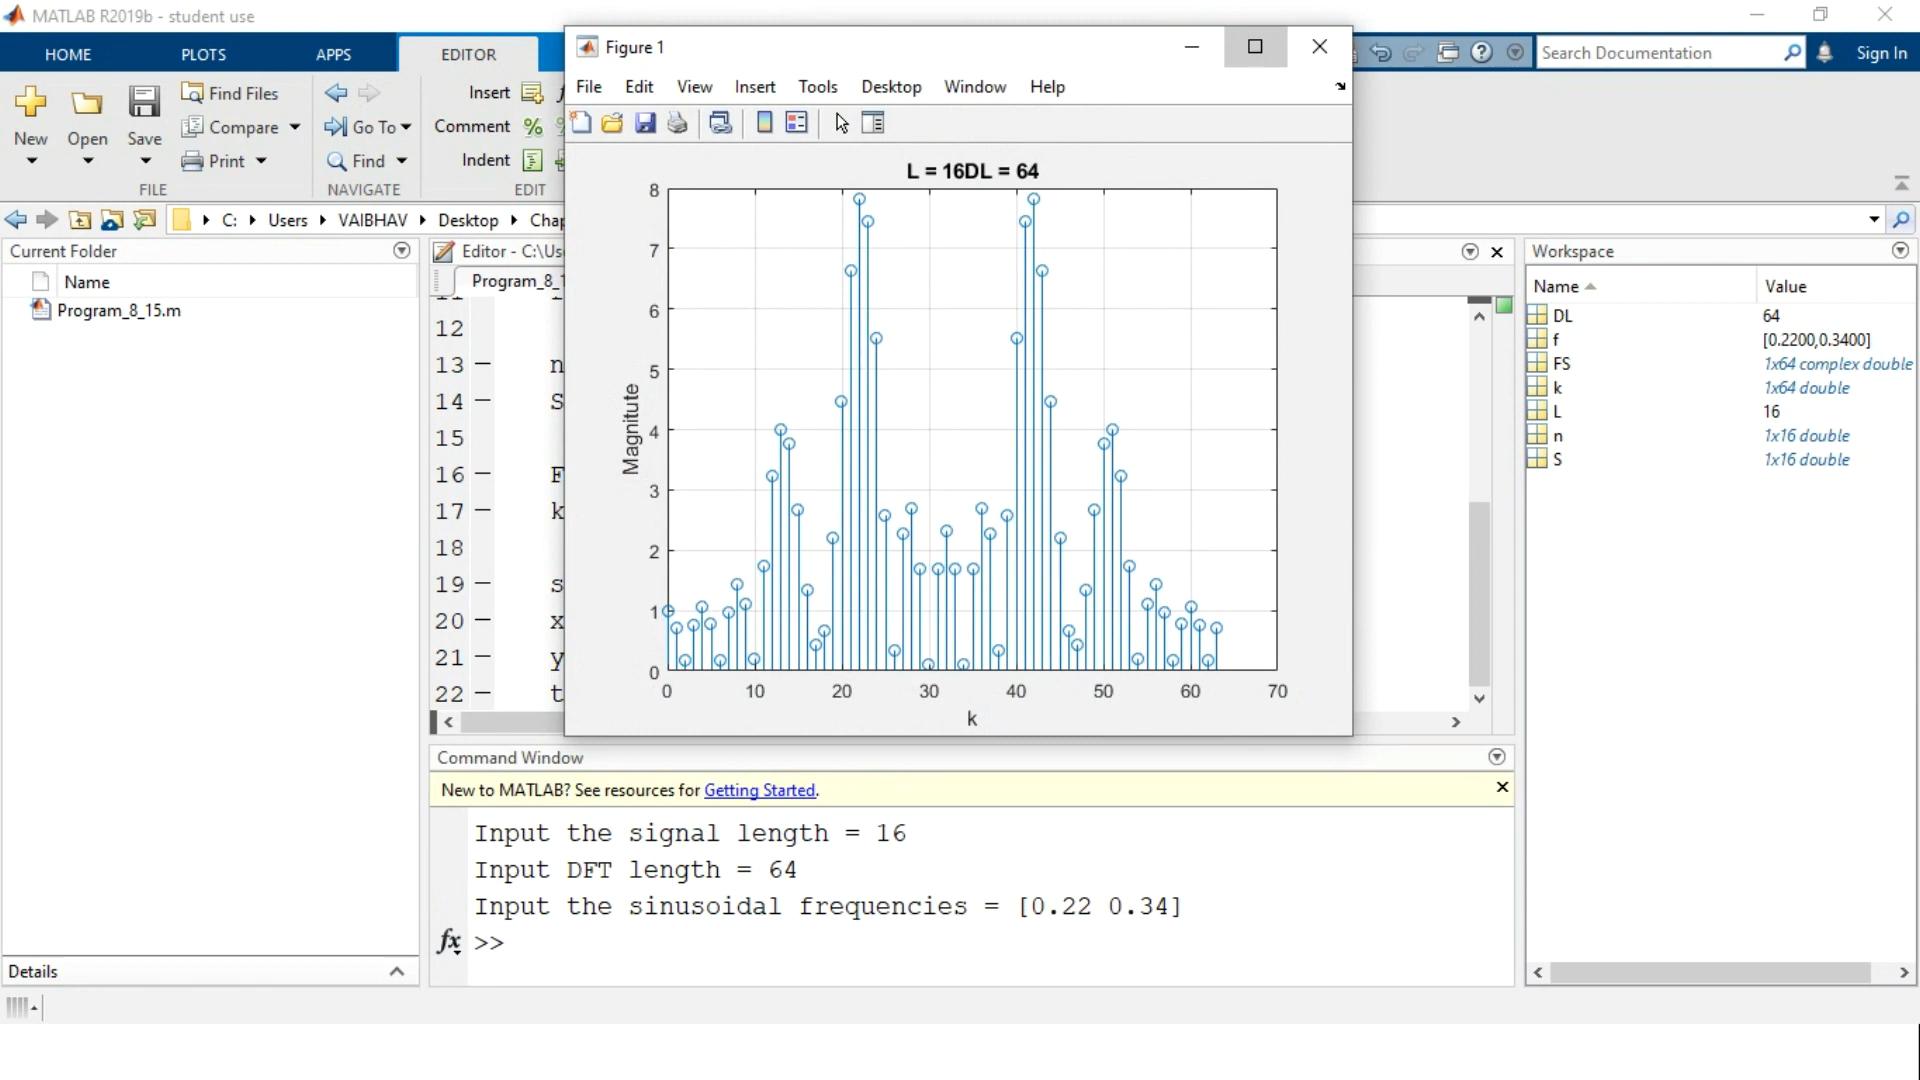 MATLAB R2019b - student use
Figure 1
HOME PLOTS APPS EDITOR
Search Documentation
Sign In
File Edit View Insert Tools Desktop Window Help
New Open Save
Find Files
Compare
Print
Go To
Find
Insert
Comment
Indent
FILE NAVIGATE EDIT
C: Users VAIBHAV Desktop Chap
Current Folder
Name
Program_8_15.m
Editor - C:\Us
Program_8_1
12
13 n
14 S
15
16 F
17 k
18
19 s
20 x
21 y
22 t
L = 16DL = 64
Magnitute
8
7
6
5
4
3
2
1
0
0 10 20 30 40 50 60 70
k
Workspace
Name Value
DL 64
f [0.2200,0.3400]
FS 1x64 complex double
k 1x64 double
L 16
n 1x16 double
S 1x16 double
Command Window
New to MATLAB? See resources for Getting Started.
Input the signal length = 16
Input DFT length = 64
Input the sinusoidal frequencies = [0.22 0.34]
fx >>
Details